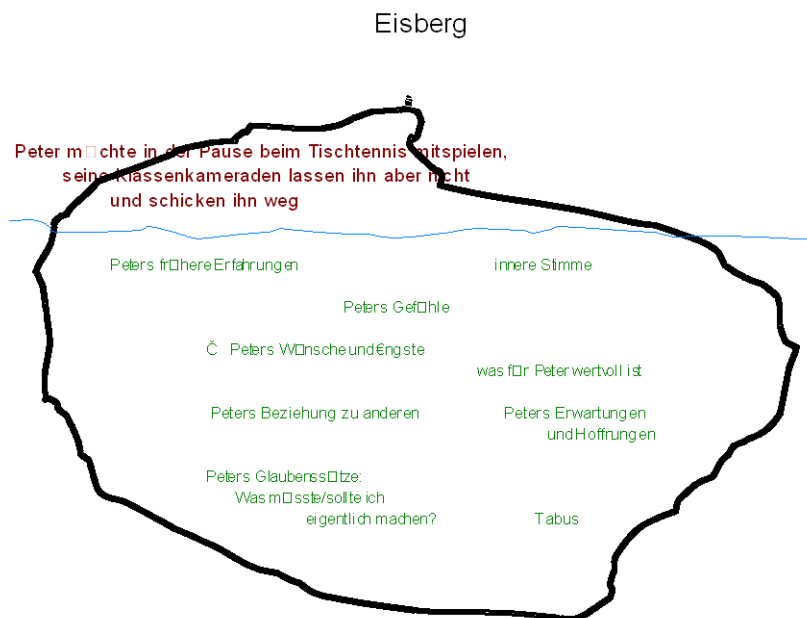 Eisberg
Peter m□chte in der Pause beim Tischtennis mitspielen,
seine Klassenkameraden lassen ihn aber nicht
und schicken ihn weg
Peters fr□here Erfahrungen
innere Stimme
Peters Gef□hle
Č Peters W□nsche und €ngste
was f□r Peter wertvoll ist
Peters Beziehung zu anderen
Peters Erwartungen
und Hoffnungen
Peters Glaubenss□tze:
Was m□sste/sollte ich
eigentlich machen?
Tabus